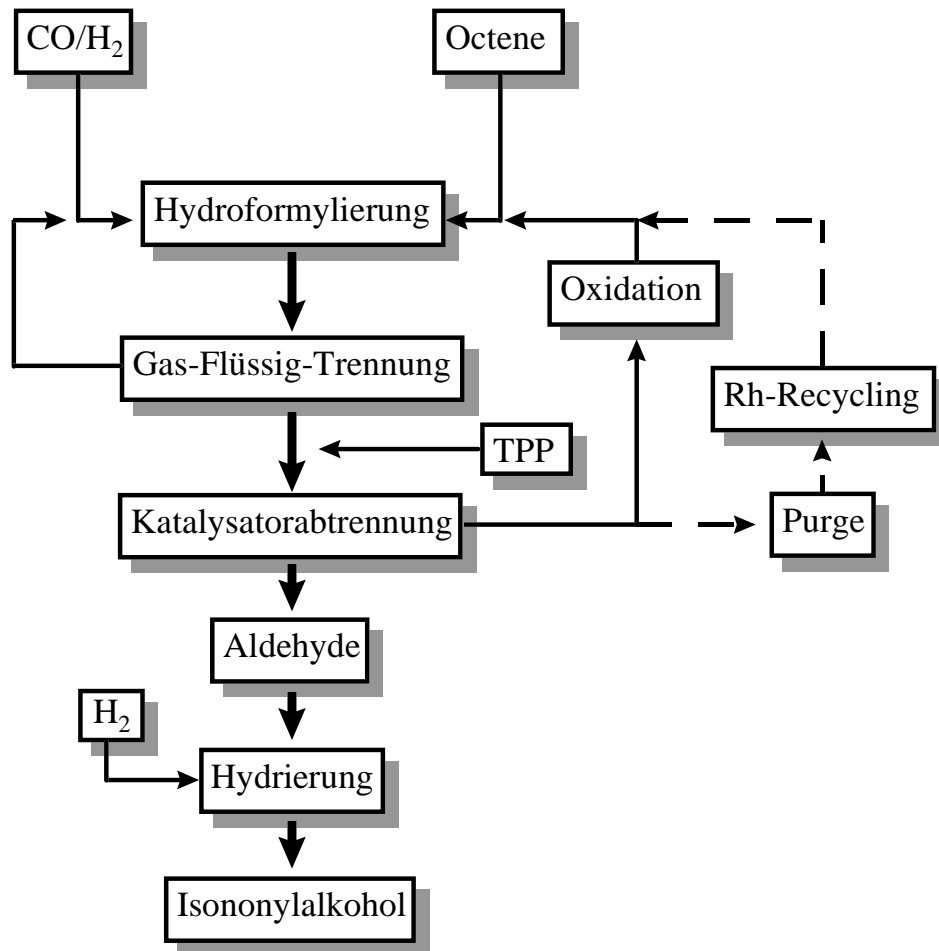 CO/H₂
Octene
Hydroformylierung
Oxidation
Gas-Flüssig-Trennung
Rh-Recycling
TPP
Katalysatorabtrennung
Purge
Aldehyde
H₂
Hydrierung
Isononylalkohol